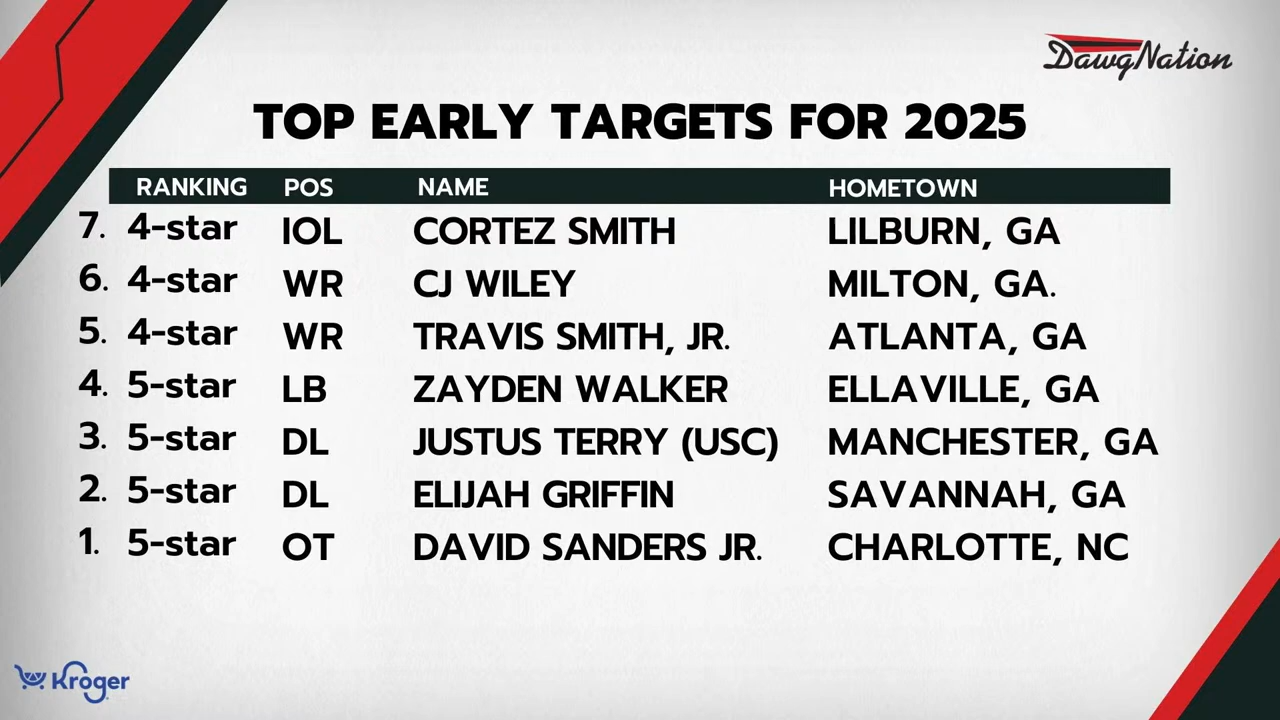 DawgNation
TOP EARLY TARGETS FOR 2025
RANKING POS NAME HOMETOWN
7. 4-star IOL CORTEZ SMITH LILBURN, GA
6. 4-star WR CJ WILEY MILTON, GA.
5. 4-star WR TRAVIS SMITH, JR. ATLANTA, GA
4. 5-star LB ZAYDEN WALKER ELLAVILLE, GA
3. 5-star DL JUSTUS TERRY (USC) MANCHESTER, GA
2. 5-star DL ELIJAH GRIFFIN SAVANNAH, GA
1. 5-star OT DAVID SANDERS JR. CHARLOTTE, NC
Kroger